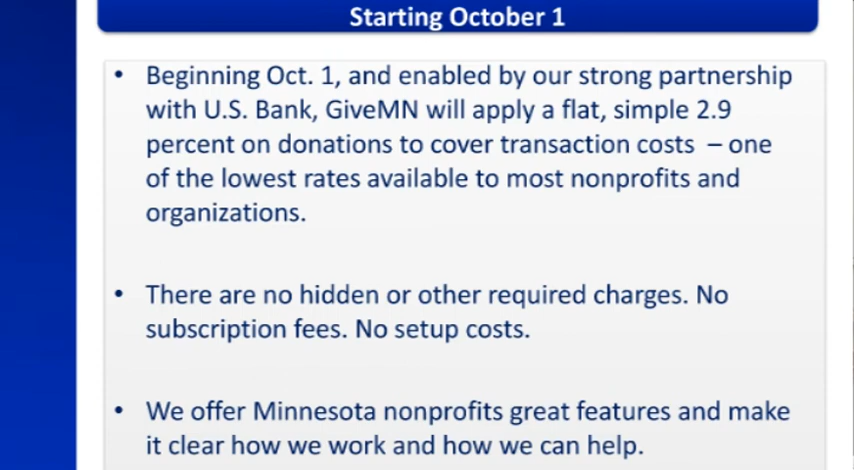 Starting October 1
• Beginning Oct. 1, and enabled by our strong partnership
with U.S. Bank, GiveMN will apply a flat, simple 2.9
percent on donations to cover transaction costs – one
of the lowest rates available to most nonprofits and
organizations.
• There are no hidden or other required charges. No
subscription fees. No setup costs.
• We offer Minnesota nonprofits great features and make
it clear how we work and how we can help.